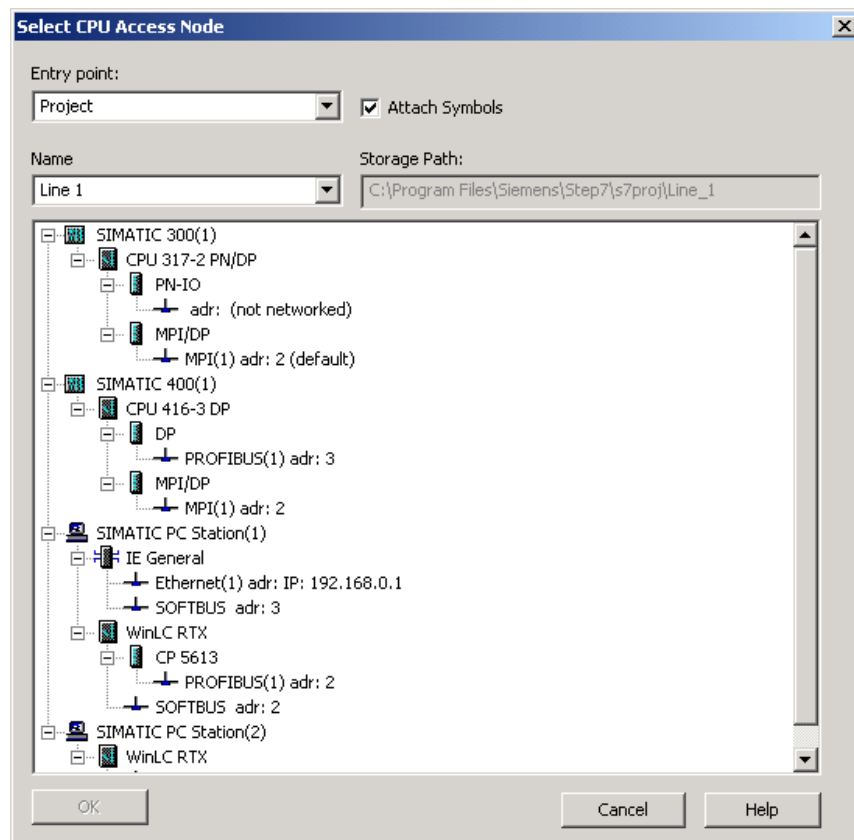 Select CPU Access Node
Entry point:
Project
Attach Symbols
Name
Storage Path:
Line 1
C:\Program Files\Siemens\Step7\s7proj\Line_1
SIMATIC 300(1)
CPU 317-2 PN/DP
PN-IO
adr: (not networked)
MPI/DP
MPI(1) adr: 2 (default)
SIMATIC 400(1)
CPU 416-3 DP
DP
PROFIBUS(1) adr: 3
MPI/DP
MPI(1) adr: 2
SIMATIC PC Station(1)
IE General
Ethernet(1) adr: IP: 192.168.0.1
SOFTBUS adr: 3
WinLC RTX
CP 5613
PROFIBUS(1) adr: 2
SOFTBUS adr: 2
SIMATIC PC Station(2)
WinLC RTX
OK
Cancel
Help